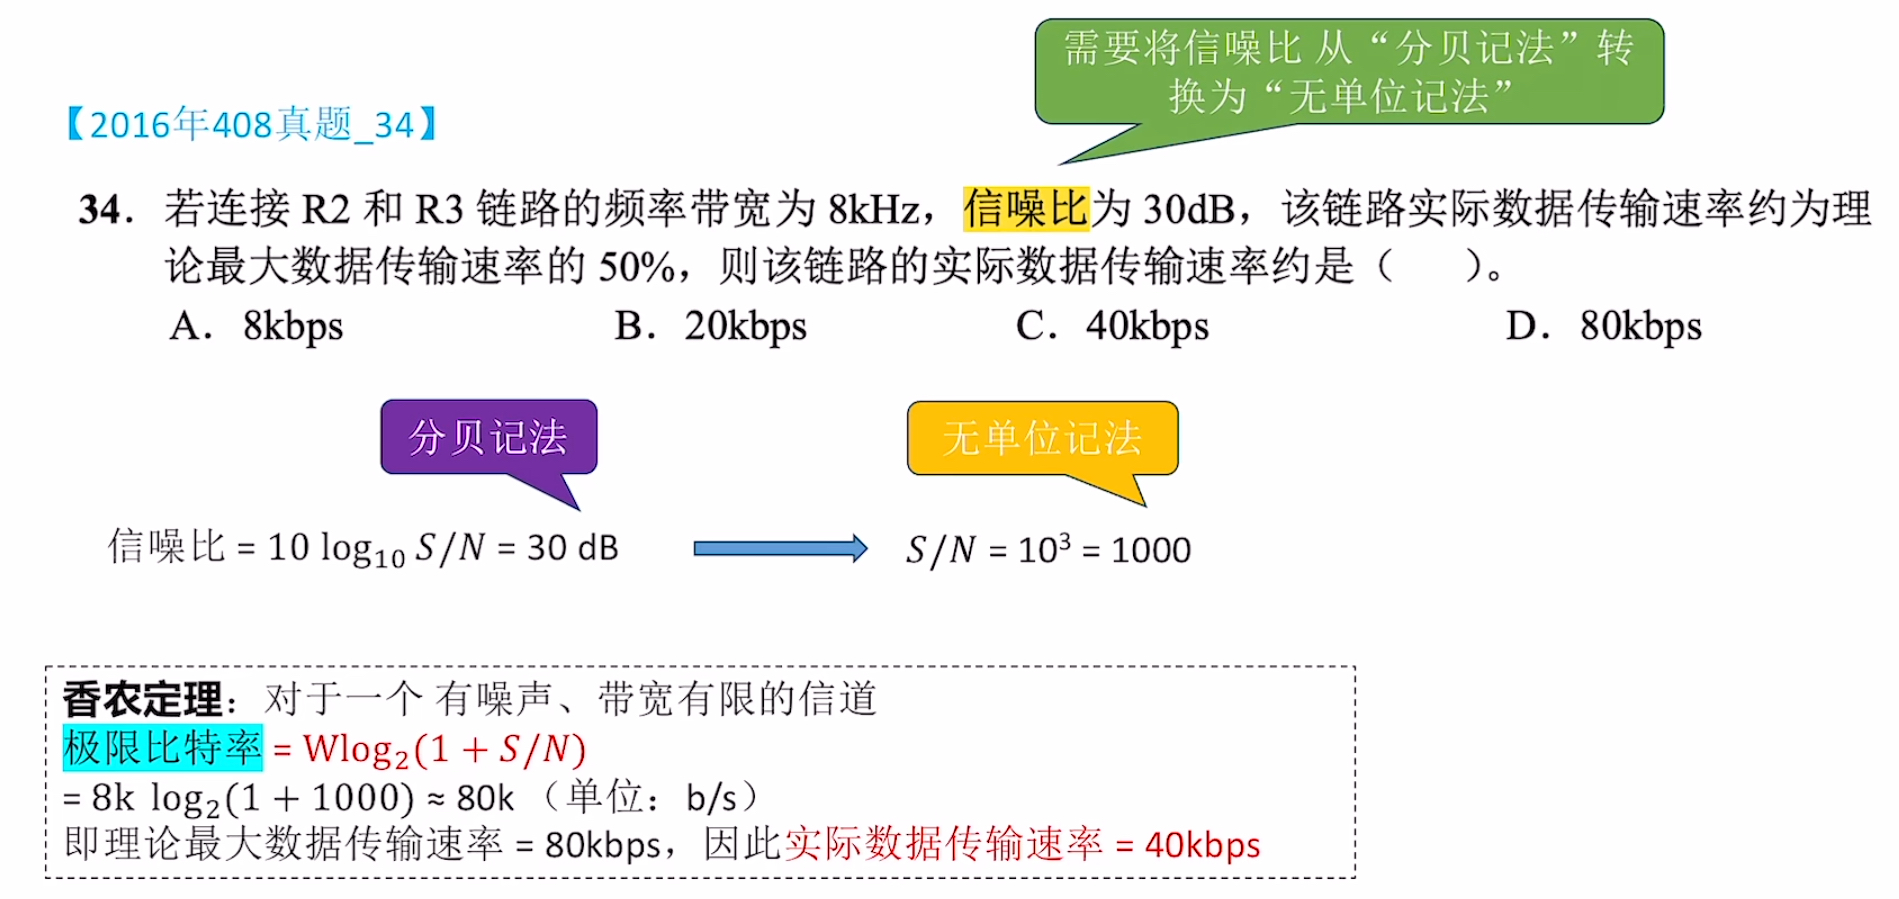 需要将信噪比 从“分贝记法”转
换为“无单位记法”
【2016年408真题_34】
34. 若连接 R2 和 R3 链路的频率带宽为 8kHz，信噪比为 30dB，该链路实际数据传输速率约为理
论最大数据传输速率的 50%，则该链路的实际数据传输速率约是（ ）。
A. 8kbps B. 20kbps C. 40kbps D. 80kbps
分贝记法 无单位记法
信噪比 = 10 log₁₀ S/N = 30 dB S/N = 10³ = 1000
香农定理：对于一个 有噪声、带宽有限的信道
极限比特率 = Wlog₂(1 + S/N)
= 8k log₂(1 + 1000) ≈ 80k （单位：b/s）
即理论最大数据传输速率 = 80kbps，因此实际数据传输速率 = 40kbps